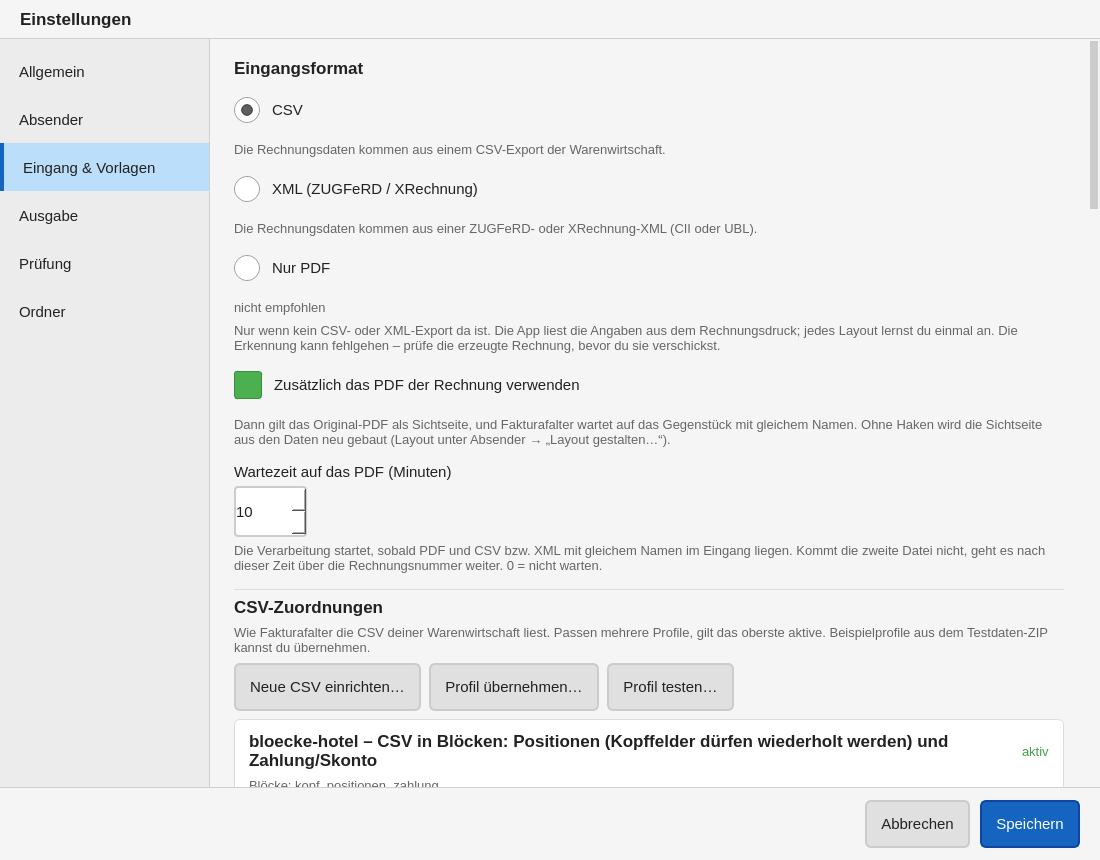 Einstellungen
Allgemein
Absender
Eingang & Vorlagen
Ausgabe
Prüfung
Ordner
Eingangsformat
CSV
Die Rechnungsdaten kommen aus einem CSV-Export der Warenwirtschaft.
XML (ZUGFeRD / XRechnung)
Die Rechnungsdaten kommen aus einer ZUGFeRD- oder XRechnung-XML (CII oder UBL).
Nur PDF
nicht empfohlen
Nur wenn kein CSV- oder XML-Export da ist. Die App liest die Angaben aus dem Rechnungsdruck; jedes Layout lernst du einmal an. Die
Erkennung kann fehlgehen – prüfe die erzeugte Rechnung, bevor du sie verschickst.
Zusätzlich das PDF der Rechnung verwenden
Dann gilt das Original-PDF als Sichtseite, und Fakturafalter wartet auf das Gegenstück mit gleichem Namen. Ohne Haken wird die Sichtseite
aus den Daten neu gebaut (Layout unter Absender → „Layout gestalten…“).
Wartezeit auf das PDF (Minuten)
10
Die Verarbeitung startet, sobald PDF und CSV bzw. XML mit gleichem Namen im Eingang liegen. Kommt die zweite Datei nicht, geht es nach
dieser Zeit über die Rechnungsnummer weiter. 0 = nicht warten.
CSV-Zuordnungen
Wie Fakturafalter die CSV deiner Warenwirtschaft liest. Passen mehrere Profile, gilt das oberste aktive. Beispielprofile aus dem Testdaten-ZIP
kannst du übernehmen.
Neue CSV einrichten…
Profil übernehmen…
Profil testen…
bloecke-hotel – CSV in Blöcken: Positionen (Kopffelder dürfen wiederholt werden) und
Zahlung/Skonto
aktiv
Blöcke: kopf, positionen, zahlung
Abbrechen
Speichern